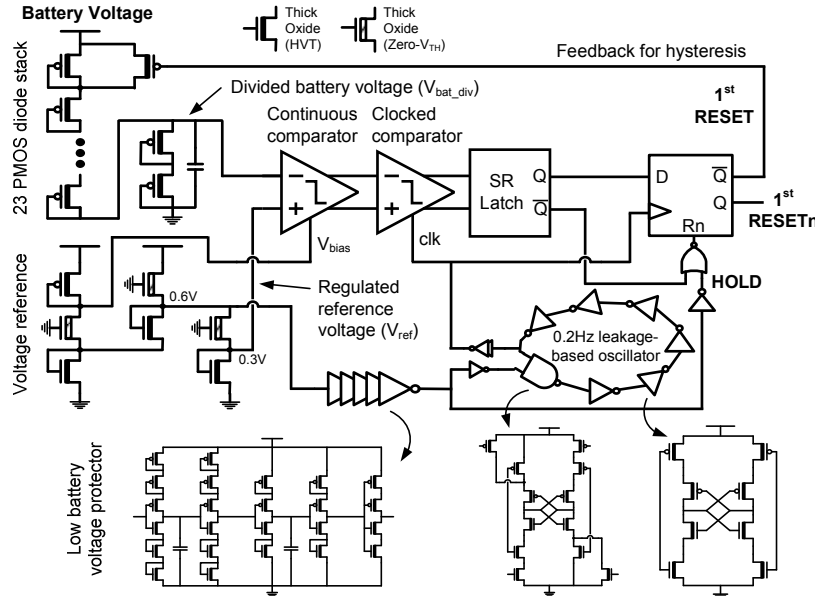 Battery Voltage
Thick
Oxide
(HVT)
Thick
Oxide
(Zero-VTH)
Feedback for hysteresis
23 PMOS diode stack
Divided battery voltage (Vbat_div)
Continuous
comparator
Clocked
comparator
1st
RESET
SR
Latch
Q
Q
D
Q
Q
Rn
1st
RESETn
Vbias
clk
HOLD
Voltage reference
0.6V
0.3V
Regulated
reference
voltage (Vref)
0.2Hz leakage-
based oscillator
Low battery
voltage protector